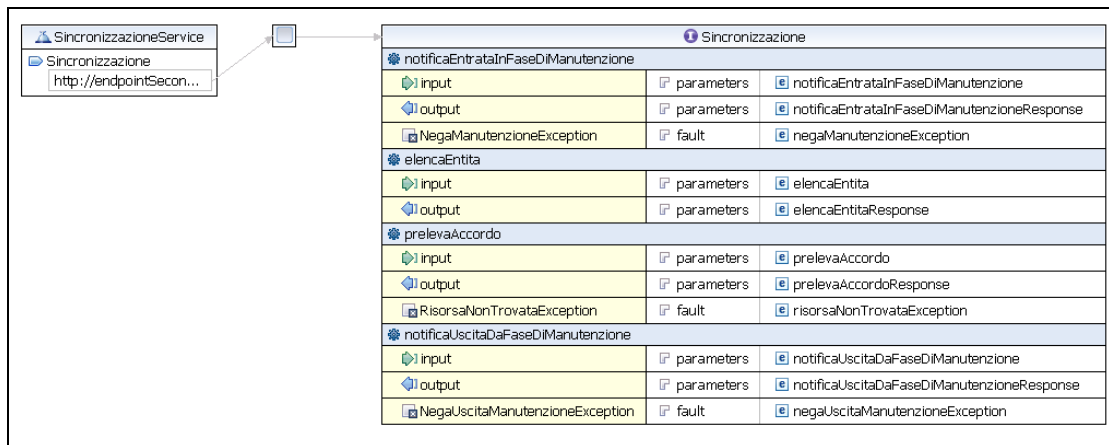 SincronizzazioneService
Sincronizzazione
http://endpointSecon...
Sincronizzazione
notificaEntrataInFaseDiManutenzione
input parameters notificaEntrataInFaseDiManutenzione
output parameters notificaEntrataInFaseDiManutenzioneResponse
NegaManutenzioneException fault negaManutenzioneException
elencaEntita
input parameters elencaEntita
output parameters elencaEntitaResponse
prelevaAccordo
input parameters prelevaAccordo
output parameters prelevaAccordoResponse
RisorsaNonTrovataException fault risorsaNonTrovataException
notificaUscitaDaFaseDiManutenzione
input parameters notificaUscitaDaFaseDiManutenzione
output parameters notificaUscitaDaFaseDiManutenzioneResponse
NegaUscitaManutenzioneException fault negaUscitaManutenzioneException